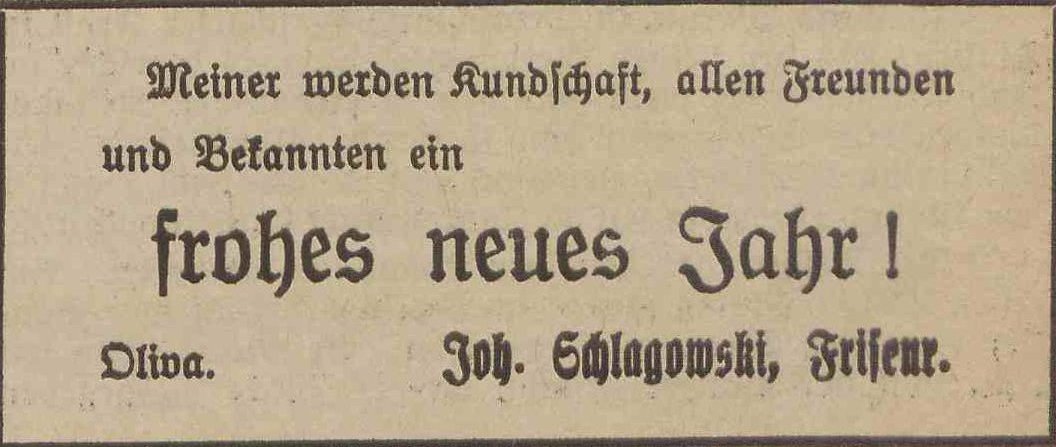 Meiner werden Kundschaft, allen Freunden
und Bekannten ein
frohes neues Jahr!
Oliva. Joh. Schlagowski, Friseur.